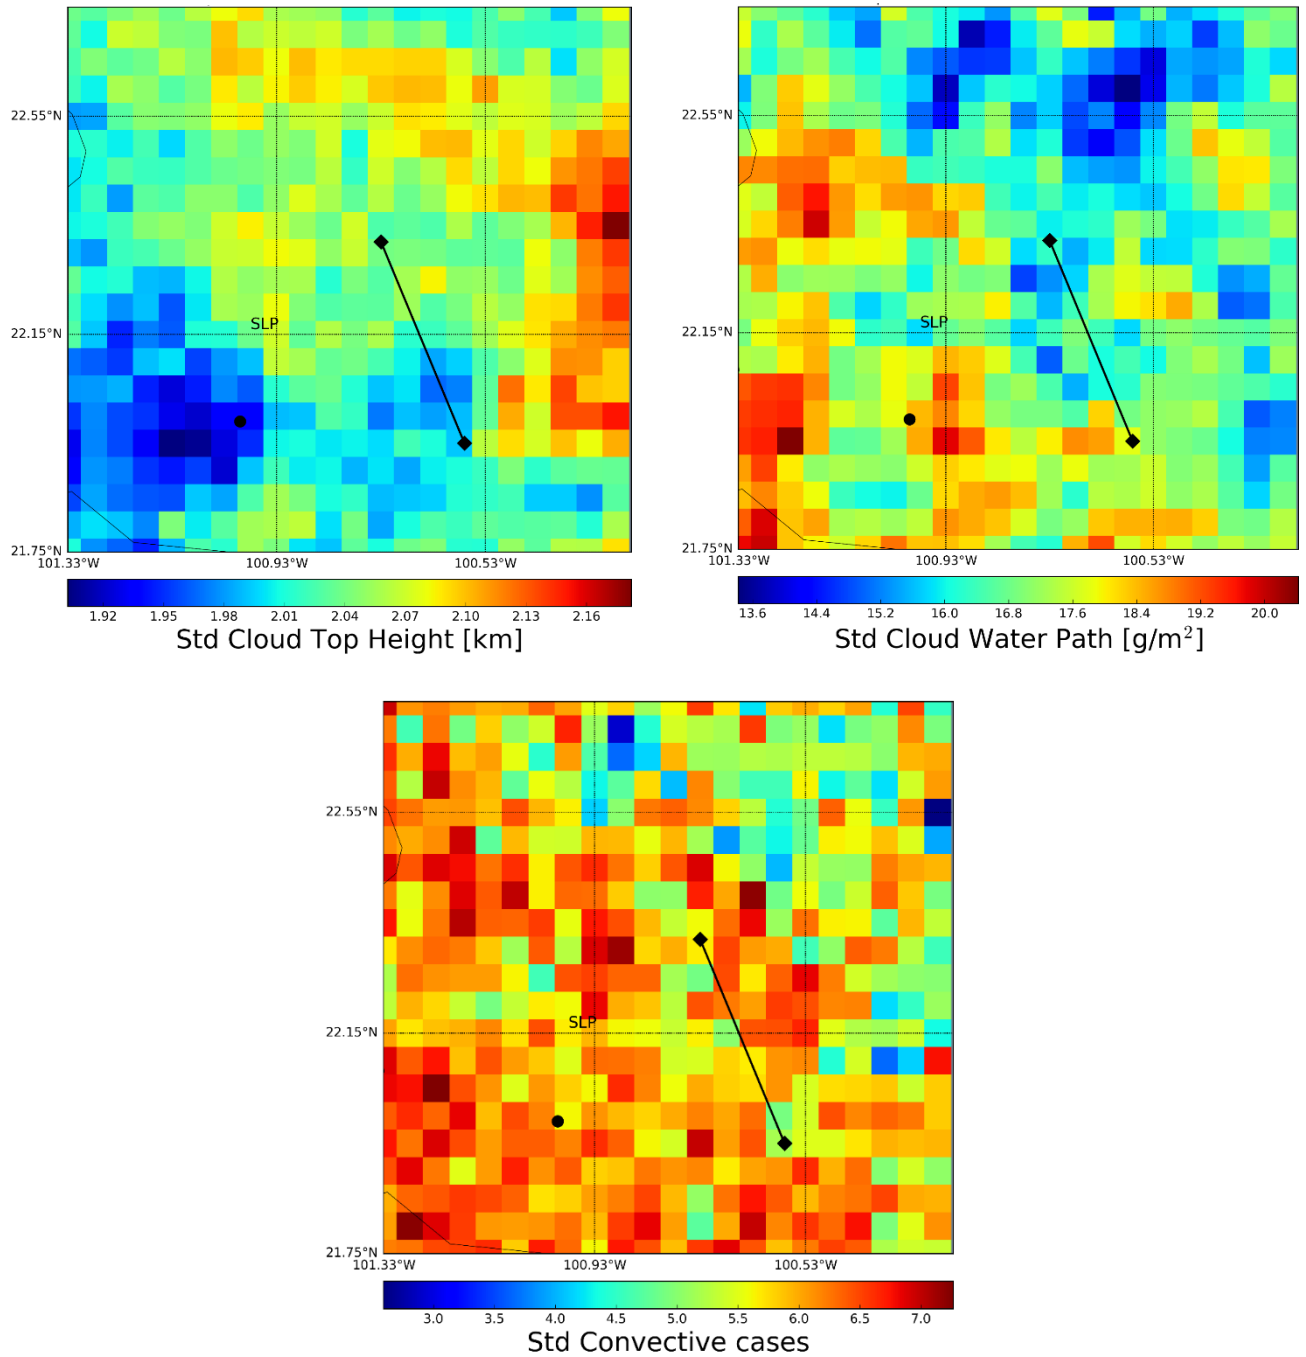 22.55°N
22.15°N
21.75°N
SLP
101.33°W 100.93°W 100.53°W
1.92 1.95 1.98 2.01 2.04 2.07 2.10 2.13 2.16
Std Cloud Top Height [km]
22.55°N
22.15°N
21.75°N
SLP
101.33°W 100.93°W 100.53°W
13.6 14.4 15.2 16.0 16.8 17.6 18.4 19.2 20.0
Std Cloud Water Path [g/m²]
22.55°N
22.15°N
21.75°N
SLP
101.33°W 100.93°W 100.53°W
3.0 3.5 4.0 4.5 5.0 5.5 6.0 6.5 7.0
Std Convective cases